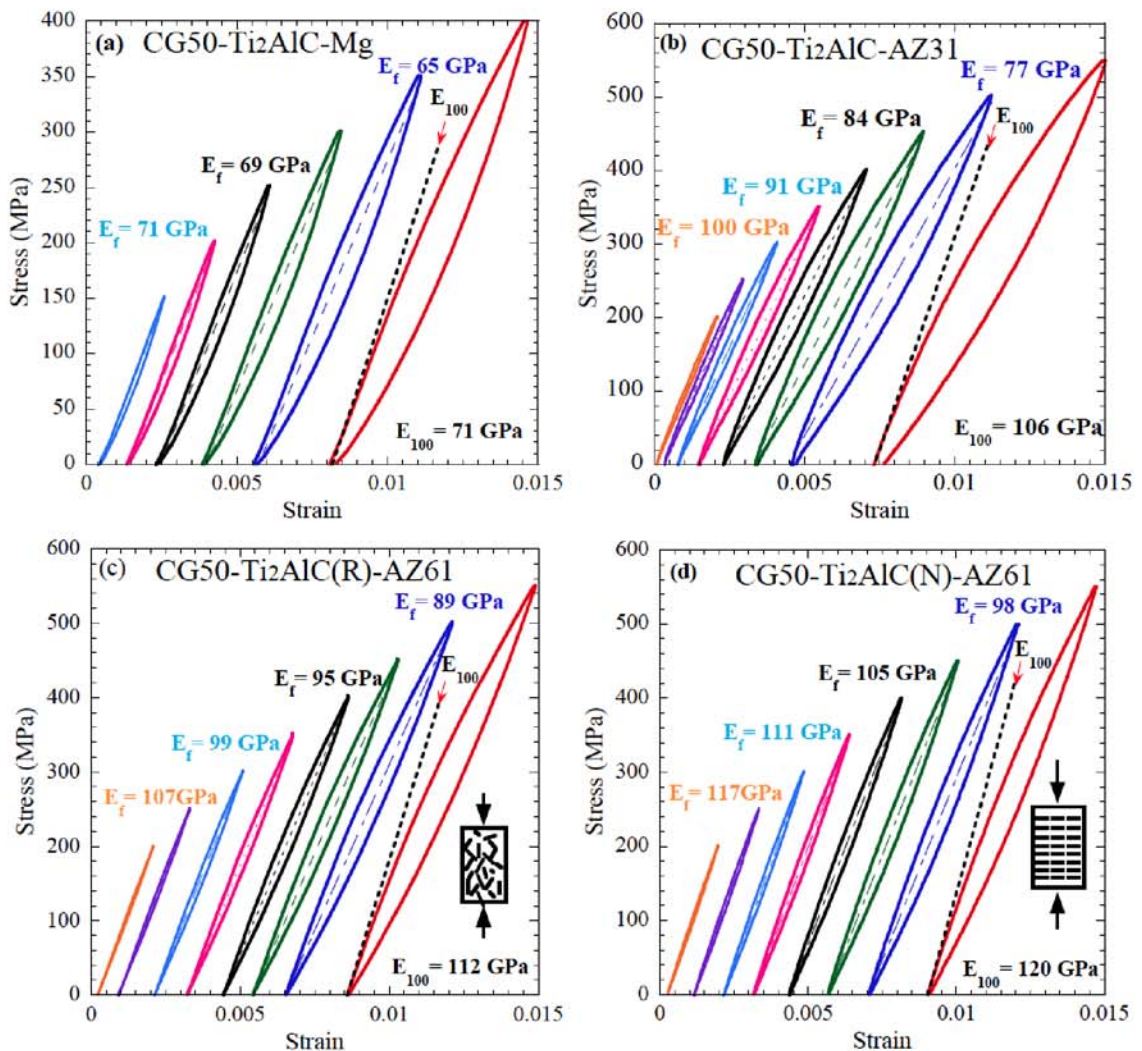 (a) CG50-Ti2AlC-Mg
400
350
300
250
200
150
100
50
0
Stress (MPa)
Ef = 65 GPa
E100
Ef = 69 GPa
Ef = 71 GPa
E100 = 71 GPa
0
0.005
0.01
0.015
Strain
(b) CG50-Ti2AlC-AZ31
600
500
400
300
200
100
0
Stress (MPa)
Ef = 77 GPa
E100
Ef = 84 GPa
Ef = 91 GPa
Ef = 100 GPa
E100 = 106 GPa
0
0.005
0.01
0.015
Strain
(c) CG50-Ti2AlC(R)-AZ61
600
500
400
300
200
100
0
Stress (MPa)
Ef = 89 GPa
E100
Ef = 95 GPa
Ef = 99 GPa
Ef = 107GPa
E100 = 112 GPa
0
0.005
0.01
0.015
Strain
(d) CG50-Ti2AlC(N)-AZ61
600
500
400
300
200
100
0
Stress (MPa)
Ef = 98 GPa
E100
Ef = 105 GPa
Ef = 111 GPa
Ef = 117GPa
E100 = 120 GPa
0
0.005
0.01
0.015
Strain